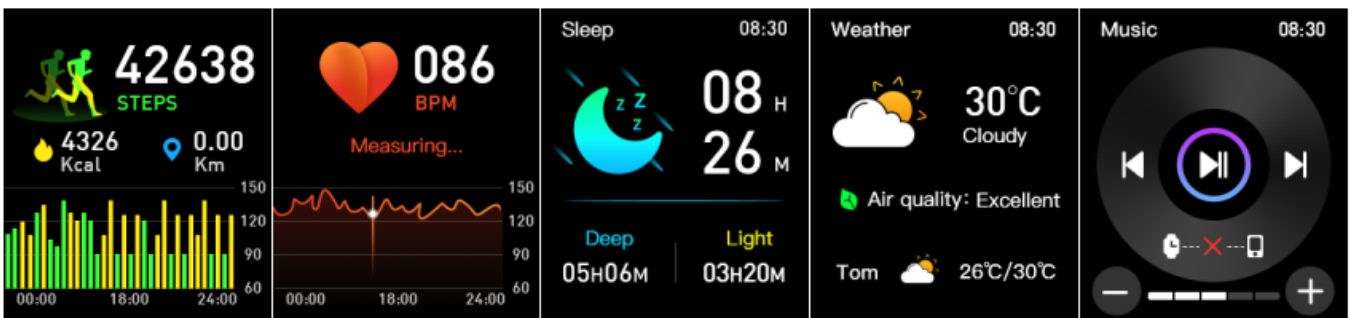 42638
STEPS
4326
Kcal
0.00
Km
150
120
90
60
00:00 18:00 24:00
086
BPM
Measuring...
150
120
90
60
00:00 18:00 24:00
Sleep 08:30
z z z
08 H
26 M
Deep Light
05H06M 03H20M
Weather 08:30
30°C
Cloudy
Air quality: Excellent
Tom 26℃/30℃
Music 08:30